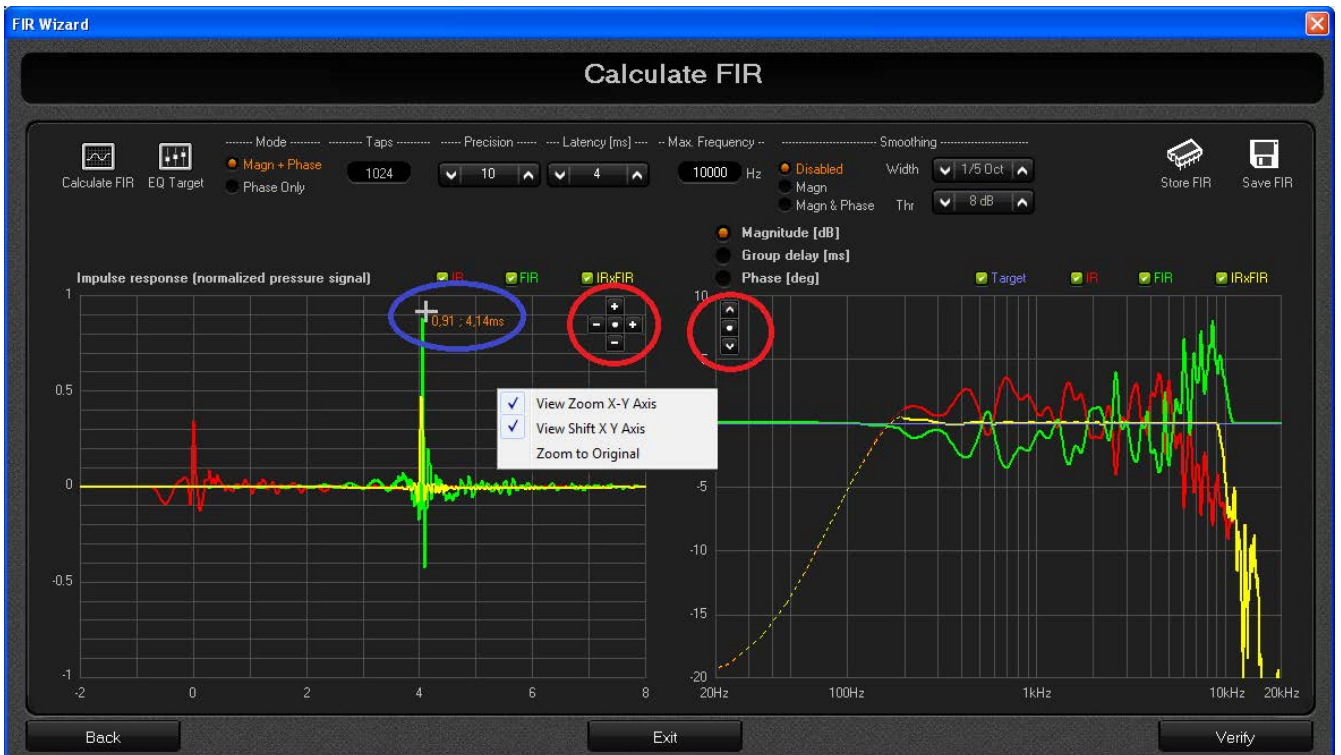 FIR Wizard
Calculate FIR
------- Mode -------- -------- Taps --------- ----- Precision ------ ---- Latency [ms] ---- -- Max. Frequency -- ---------------------- Smoothing ----------------------
Magn + Phase
Phase Only
1024
10
4
10000 Hz
Disabled
Magn
Magn & Phase
Width 1/5 Oct
Thr 8 dB
Calculate FIR EQ Target
Store FIR Save FIR
Magnitude [dB]
Group delay [ms]
Phase [deg]
Impulse response (normalized pressure signal) IR FIR IRxFIR
Target IR FIR IRxFIR
1
0.5
0
-0.5
-1
-2 0 2 4 6 8
0,91 ; 4,14ms
View Zoom X-Y Axis
View Shift X Y Axis
Zoom to Original
10
-5
-10
-15
-20
20Hz 100Hz 1kHz 10kHz 20kHz
Back Exit Verify